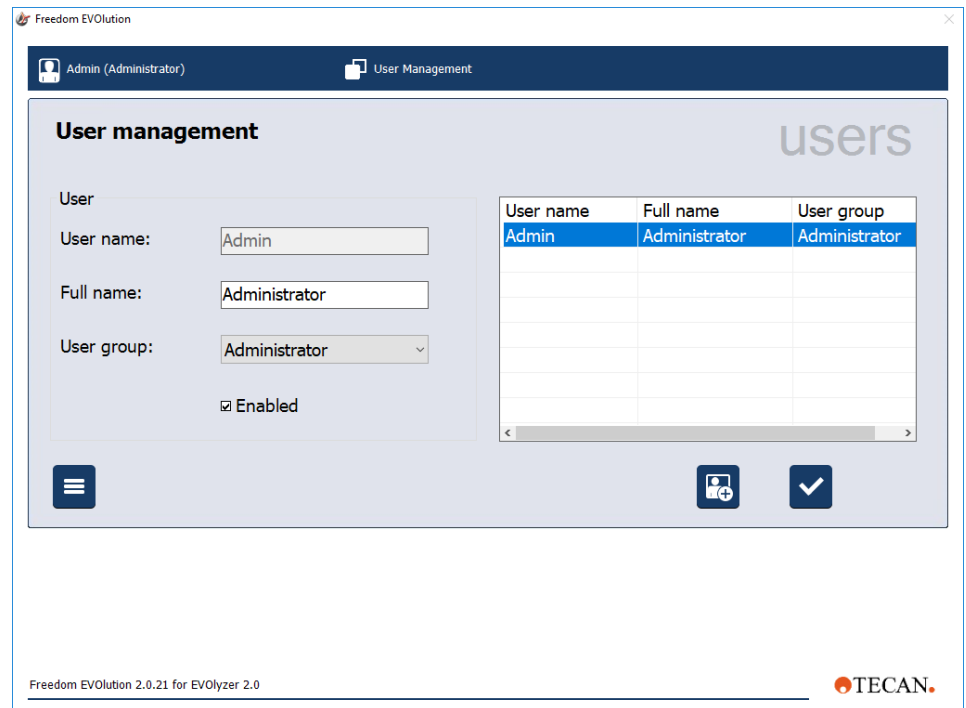 Freedom EVOlution
Admin (Administrator)
User Management
User management
users
User
User name:
Admin
Full name:
Administrator
User group:
Administrator
Enabled
User name Full name User group
Admin Administrator Administrator
Freedom EVOlution 2.0.21 for EVOlyzer 2.0
TECAN.